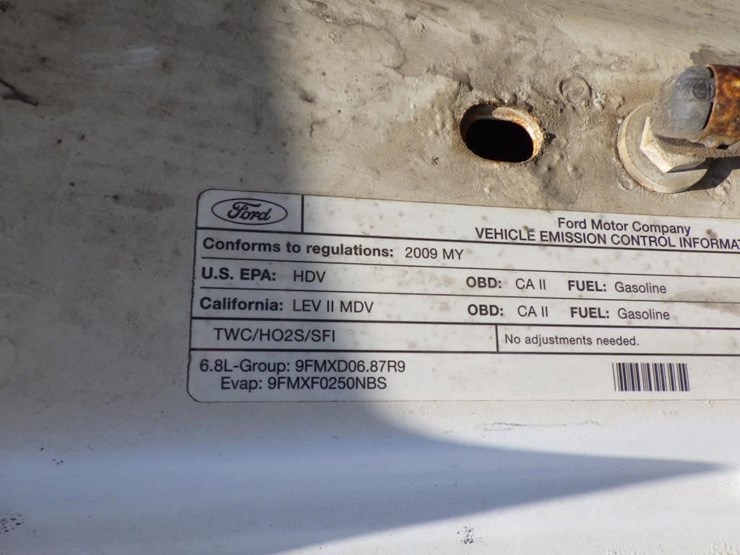 Ford
Ford Motor Company
VEHICLE EMISSION CONTROL
Conforms to regulations: 2009 MY
U.S. EPA: HDV OBD: CA II FUEL: Gasoline
California: LEV II MDV OBD: CA II FUEL: Gasoline
TWC/HO2S/SFI No adjustments needed.
6.8L-Group: 9FMXD06.87R9
Evap: 9FMXF0250NBS